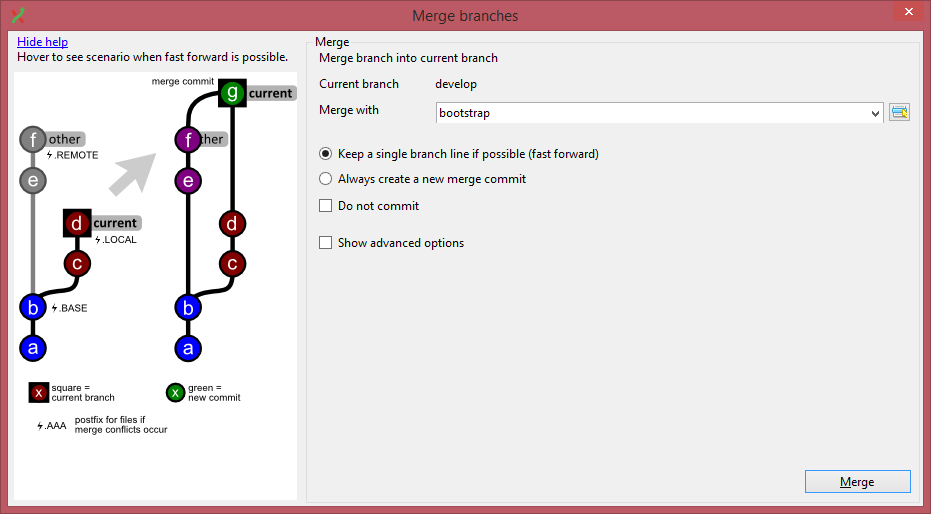 Merge branches
Hide help
Hover to see scenario when fast forward is possible.
merge commit
g current
f other
.REMOTE
e
d current
.LOCAL
c
b .BASE
a
f ther
e
d
c
b
a
x square =
current branch
x green =
new commit
.AAA postfix for files if
merge conflicts occur
Merge
Merge branch into current branch
Current branch develop
Merge with bootstrap
Keep a single branch line if possible (fast forward)
Always create a new merge commit
Do not commit
Show advanced options
Merge